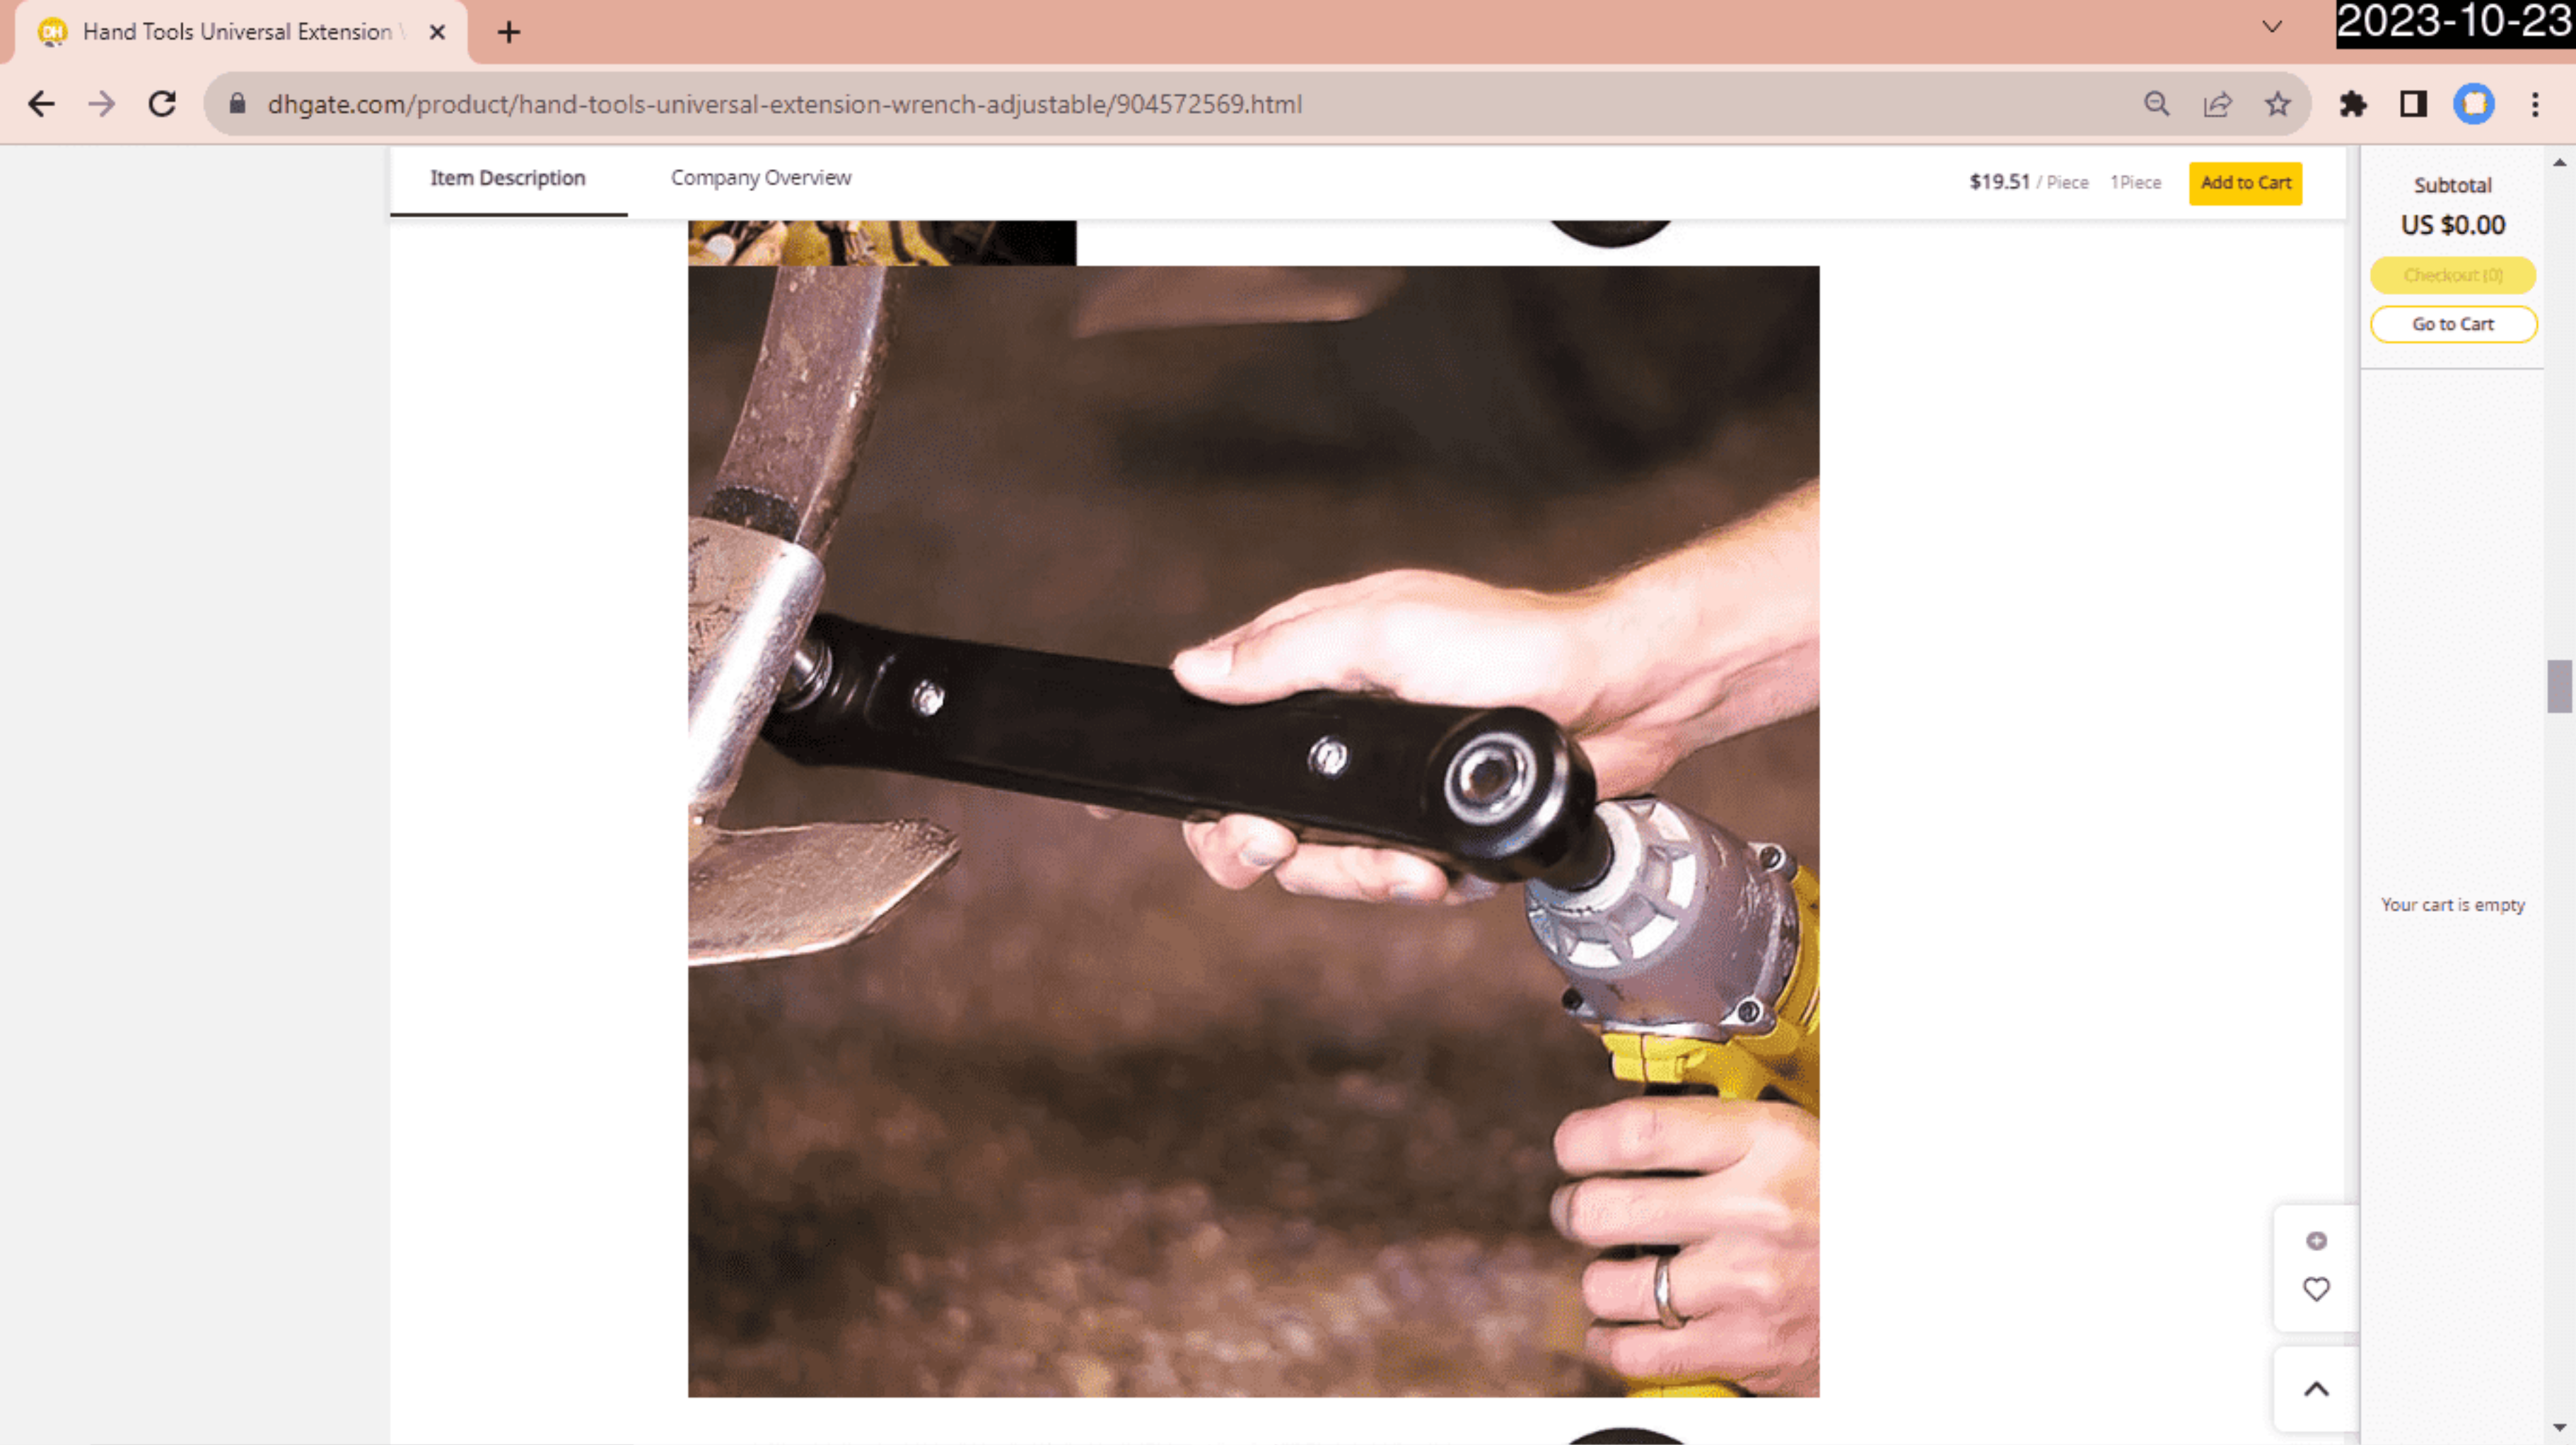 Hand Tools Universal Extension
2023-10-23
dhgate.com/product/hand-tools-universal-extension-wrench-adjustable/904572569.html
Item Description
Company Overview
$19.51 / Piece 1Piece
Add to Cart
Subtotal
US $0.00
Checkout (0)
Go to Cart
Your cart is empty